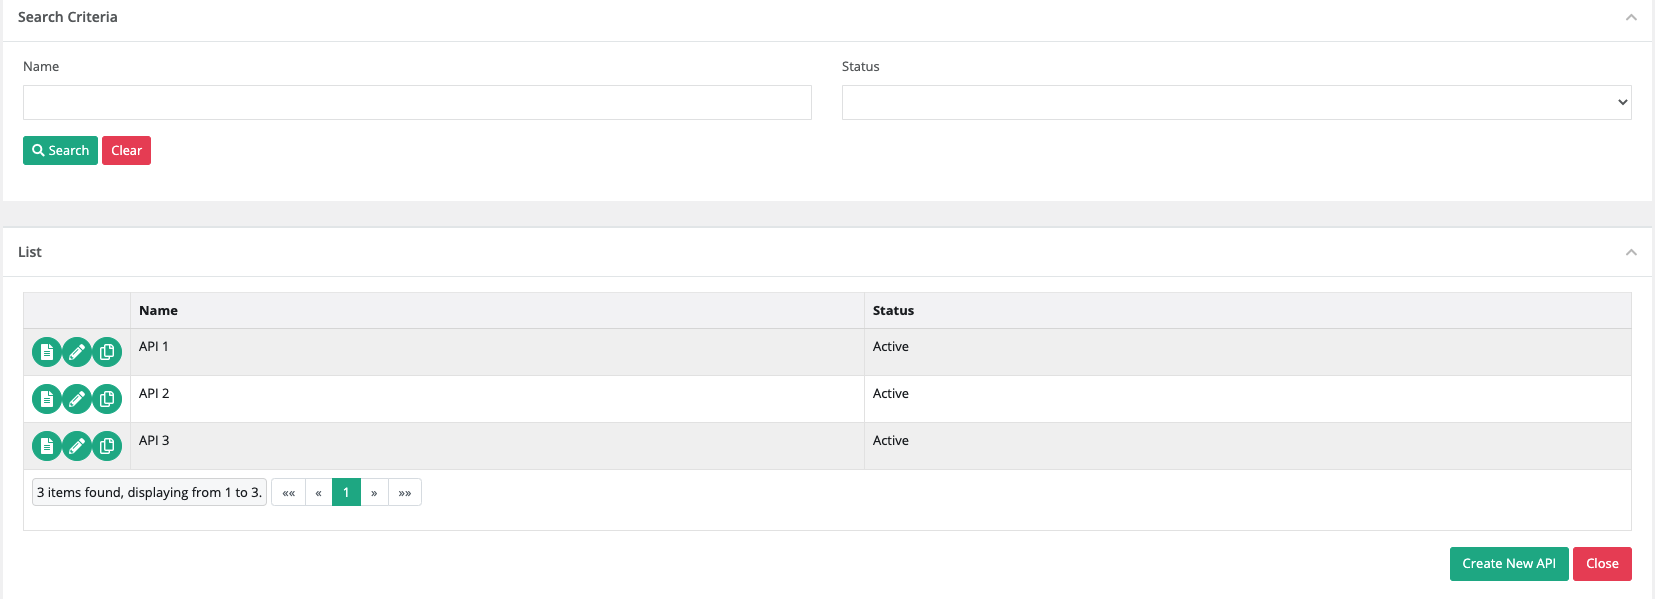 Search Criteria
Name
Status
Search Clear
List
Name Status
API 1 Active
API 2 Active
API 3 Active
3 items found, displaying from 1 to 3. «« « 1 » »»
Create New API Close